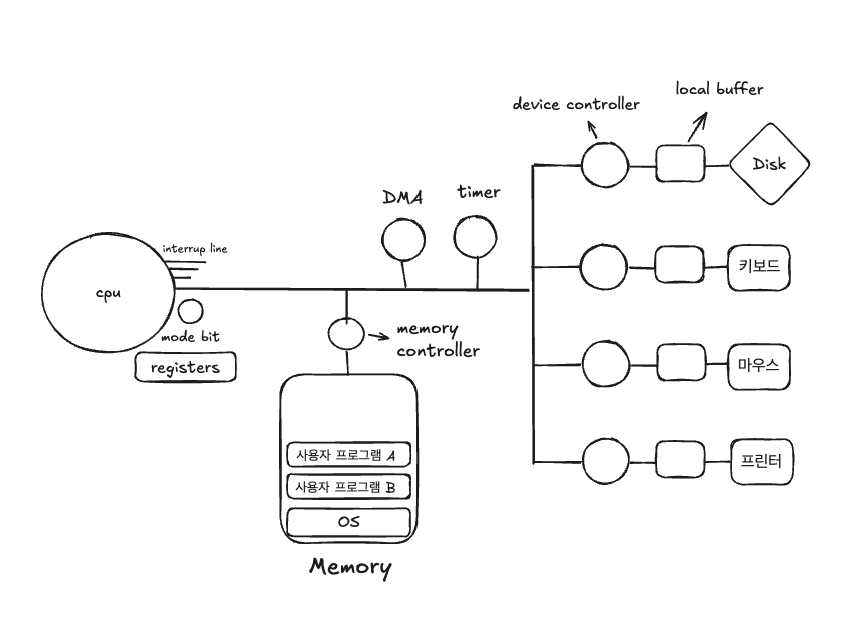 local buffer
device controller
Disk
DMA
timer
interrup line
cpu
키보드
mode bit
memory
controller
registers
마우스
사용자 프로그램 A
사용자 프로그램 B
프린터
OS
Memory